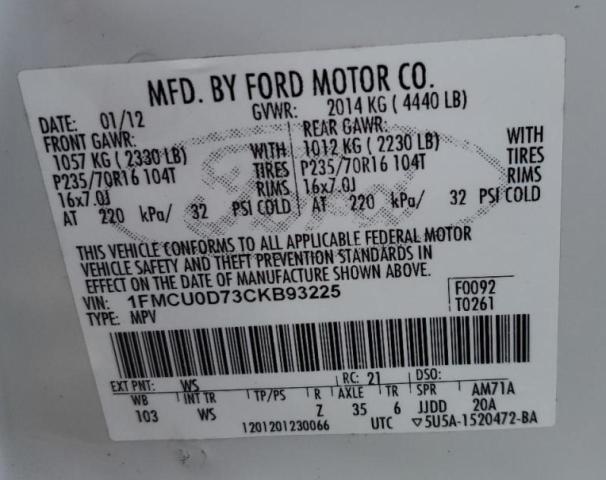 MFD. BY FORD MOTOR CO.
DATE: 01/12 GVWR: 2014 KG ( 4440 LB)
FRONT GAWR: REAR GAWR:
1057 KG ( 2330 LB) WITH 1012 KG ( 2230 LB) WITH
P235/70R16 104T TIRES P235/70R16 104T TIRES
16x7.0J RIMS 16x7.0J RIMS
AT 220 kPa/ 32 PSI COLD AT 220 kPa/ 32 PSI COLD
Ford
THIS VEHICLE CONFORMS TO ALL APPLICABLE FEDERAL MOTOR
VEHICLE SAFETY AND THEFT PREVENTION STANDARDS IN
EFFECT ON THE DATE OF MANUFACTURE SHOWN ABOVE.
VIN: 1FMCU0D73CKB93225 F0092
TYPE: MPV T0261
EXT PNT: WS RC: 21 DSO:
WB INT TR TP/PS R AXLE TR SPR AM71A
103 WS Z 35 6 JJDD 20A
1201201230066 UTC ▽5U5A-1520472-BA